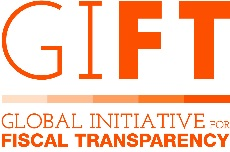 GIFT
GLOBAL INITIATIVE FOR
FISCAL TRANSPARENCY